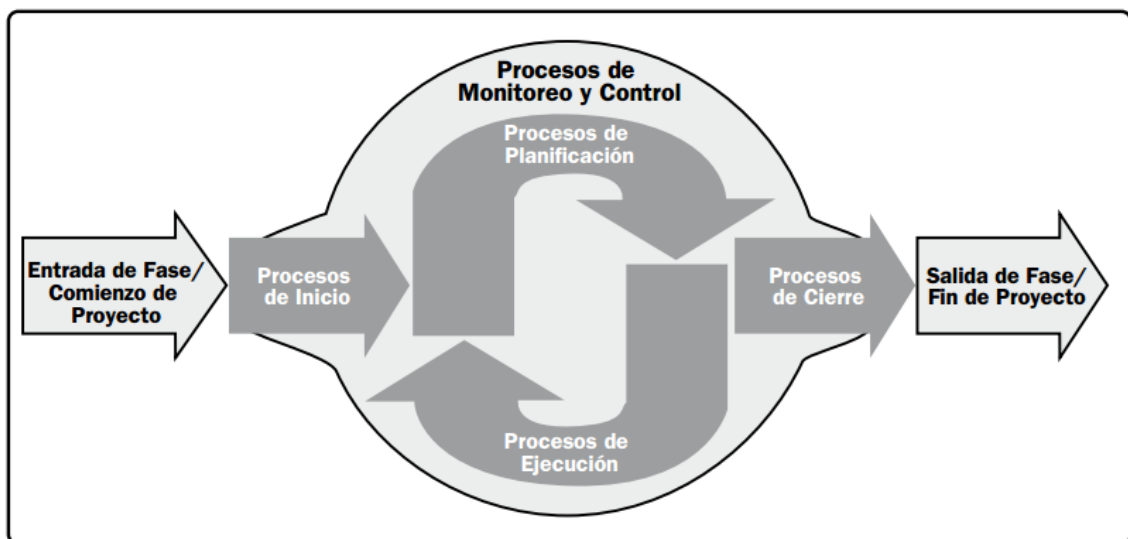 Procesos de
Monitoreo y Control
Procesos de
Planificación
Entrada de Fase/
Comienzo de
Proyecto
Procesos
de Inicio
Procesos
de Cierre
Salida de Fase/
Fin de Proyecto
Procesos de
Ejecución